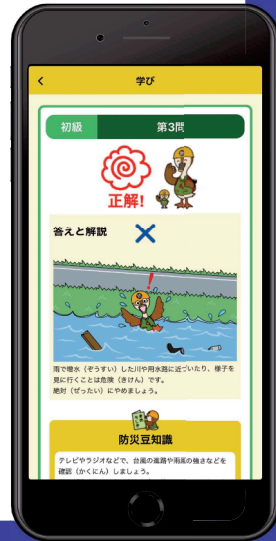 学び
初級 第3問
正解!
答えと解説
雨で増水（ぞうすい）した川や用水路に近づいたり、様子を
見に行くことは危険（きけん）です。
絶対（ぜったい）にやめましょう。
防災豆知識
テレビやラジオなどで、台風の進路や雨風の強さなどを
確認（かくにん）しましょう。